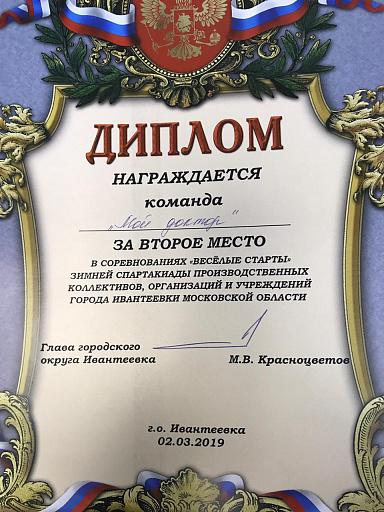 ДИПЛОМ
НАГРАЖДАЕТСЯ
команда
„Мой доктор"
ЗА ВТОРОЕ МЕСТО
В СОРЕВНОВАНИЯХ «ВЕСЁЛЫЕ СТАРТЫ»
ЗИМНЕЙ СПАРТАКИАДЫ ПРОИЗВОДСТВЕННЫХ
КОЛЛЕКТИВОВ, ОРГАНИЗАЦИЙ И УЧРЕЖДЕНИЙ
ГОРОДА ИВАНТЕЕВКИ МОСКОВСКОЙ ОБЛАСТИ
Глава городского
округа Ивантеевка М.В. Красноцветов
г.о. Ивантеевка
02.03.2019